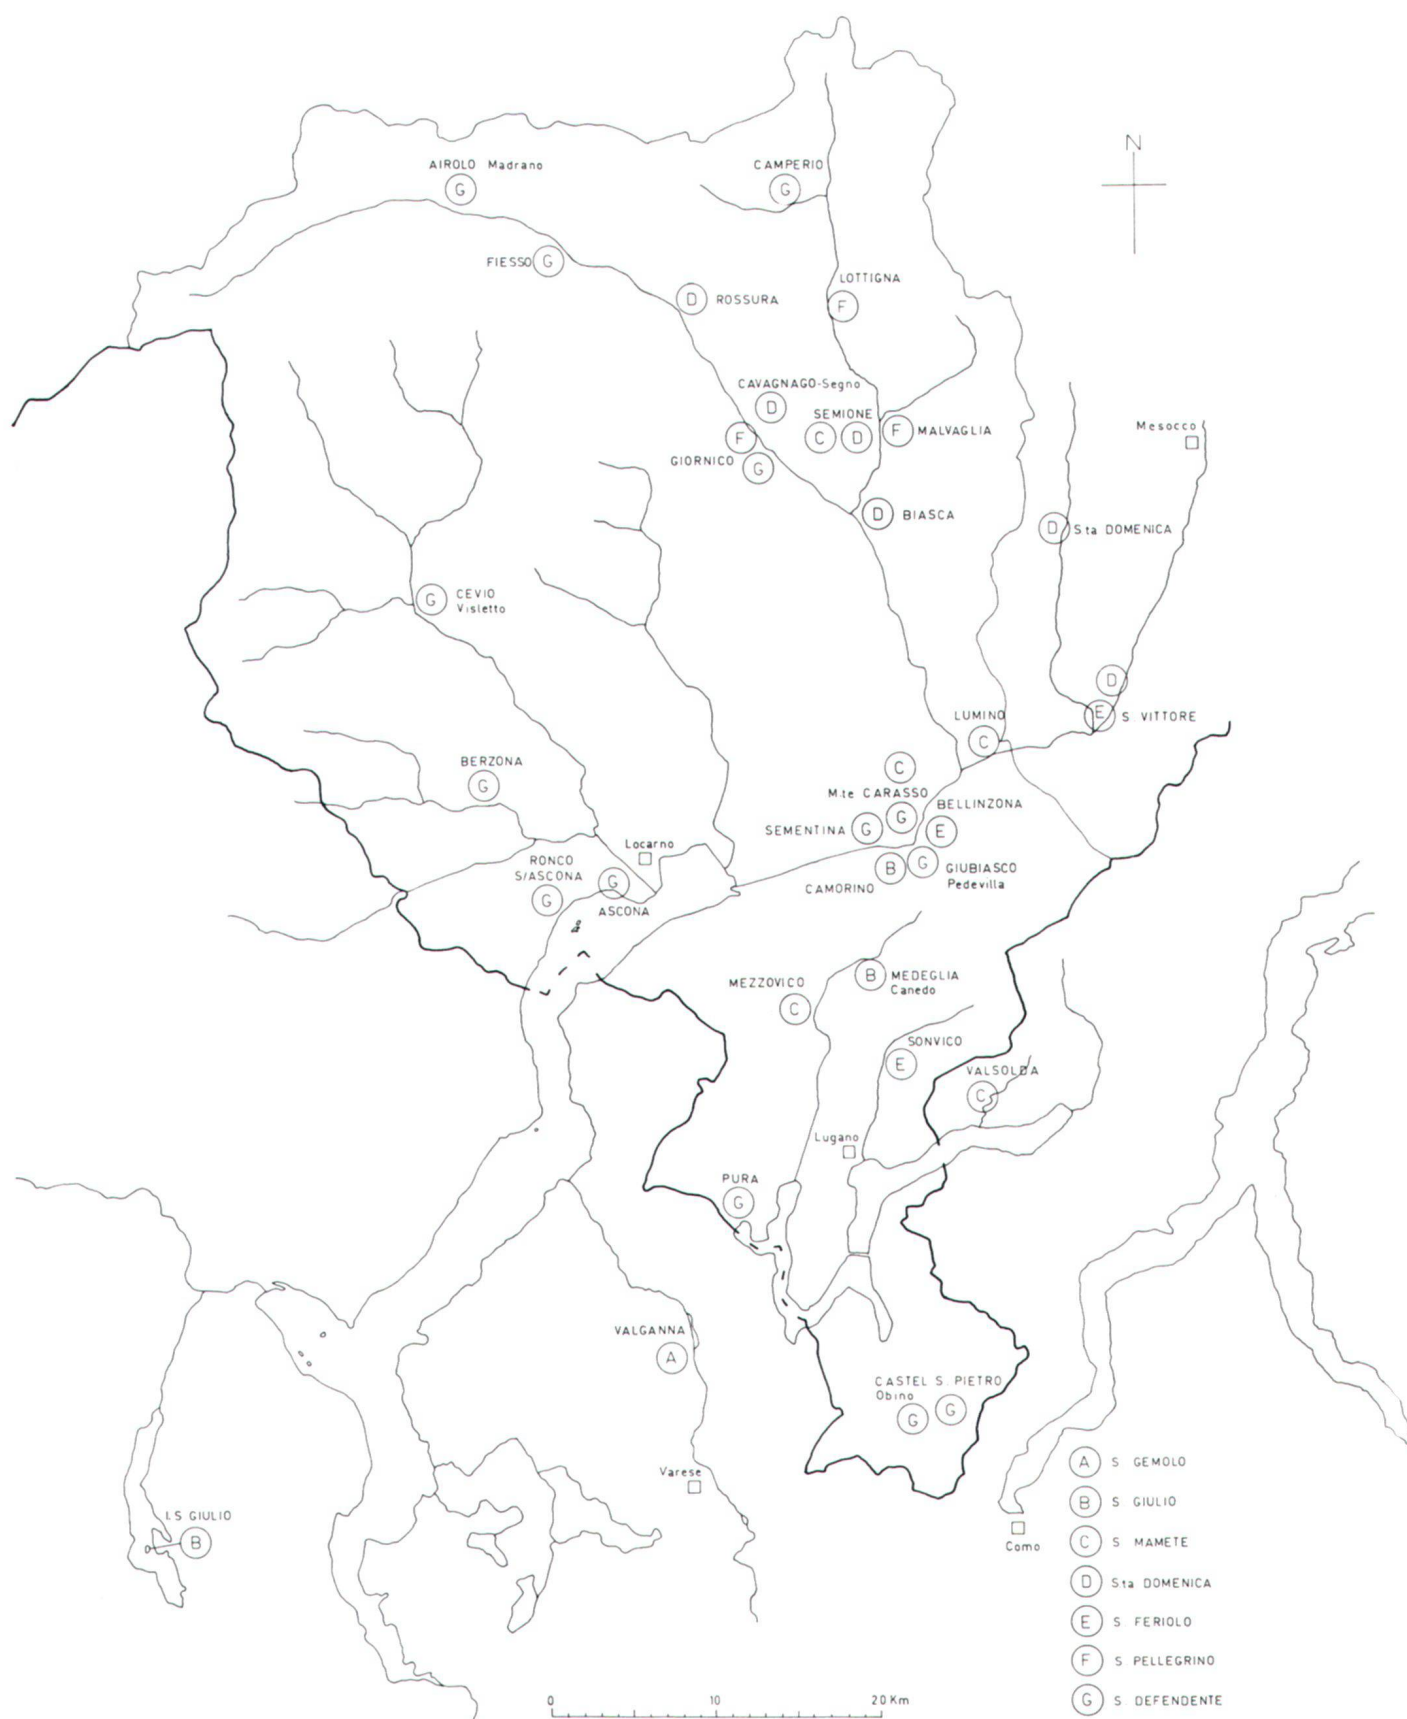 N
AIROLO Madrano
G
CAMPERIO
G
FIESSO G
LOTTIGNA
F
D ROSSURA
CAVAGNAGO-Segno
D
SEMIONE
C D
F MALVAGLIA
F
GIORNICO
G
Mesocco
D BIASCA
D Sta DOMENICA
G CEVIO
Visletto
D
E S. VITTORE
LUMINO
C
C
M.te CARASSO
G
BERZONA
G
BELLINZONA
E
SEMENTINA G
Locarno
RONCO
S/ASCONA
G
G
ASCONA
CAMORINO B
G GIUBIASCO
Pedevilla
MEZZOVICO
C
B MEDEGLIA
Canedo
SONVICO
E
VALSOLDA
C
Lugano
PURA
G
VALGANNA
A
CASTEL S. PIETRO
Obino
G G
Varese
I.S GIULIO
B
Como
A S GEMOLO
B S GIULIO
C S MAMETE
D Sta DOMENICA
E S FERIOLO
F S PELLEGRINO
G S DEFENDENTE
0 10 20 Km